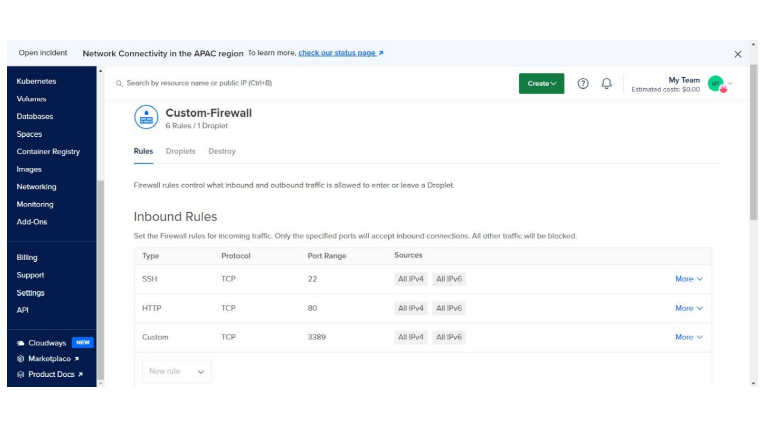 Open Incident Network Connectivity in the APAC region To learn more, check our status page
Kubernetes
Volumes
Databases
Spaces
Container Registry
Images
Networking
Monitoring
Add-Ons
Billing
Support
Settings
API
Cloudways NEW
Marketplace
Product Docs
Search by resource name or public IP (Ctrl+B)
Create
My Team
Estimated costs: $0.00
MT
Custom-Firewall
6 Rules / 1 Droplet
Rules Droplets Destroy
Firewall rules control what inbound and outbound traffic is allowed to enter or leave a Droplet.
Inbound Rules
Set the Firewall rules for incoming traffic. Only the specified ports will accept inbound connections. All other traffic will be blocked.
Type Protocol Port Range Sources
SSH TCP 22 All IPv4 All IPv6 More
HTTP TCP 80 All IPv4 All IPv6 More
Custom TCP 3389 All IPv4 All IPv6 More
New rule